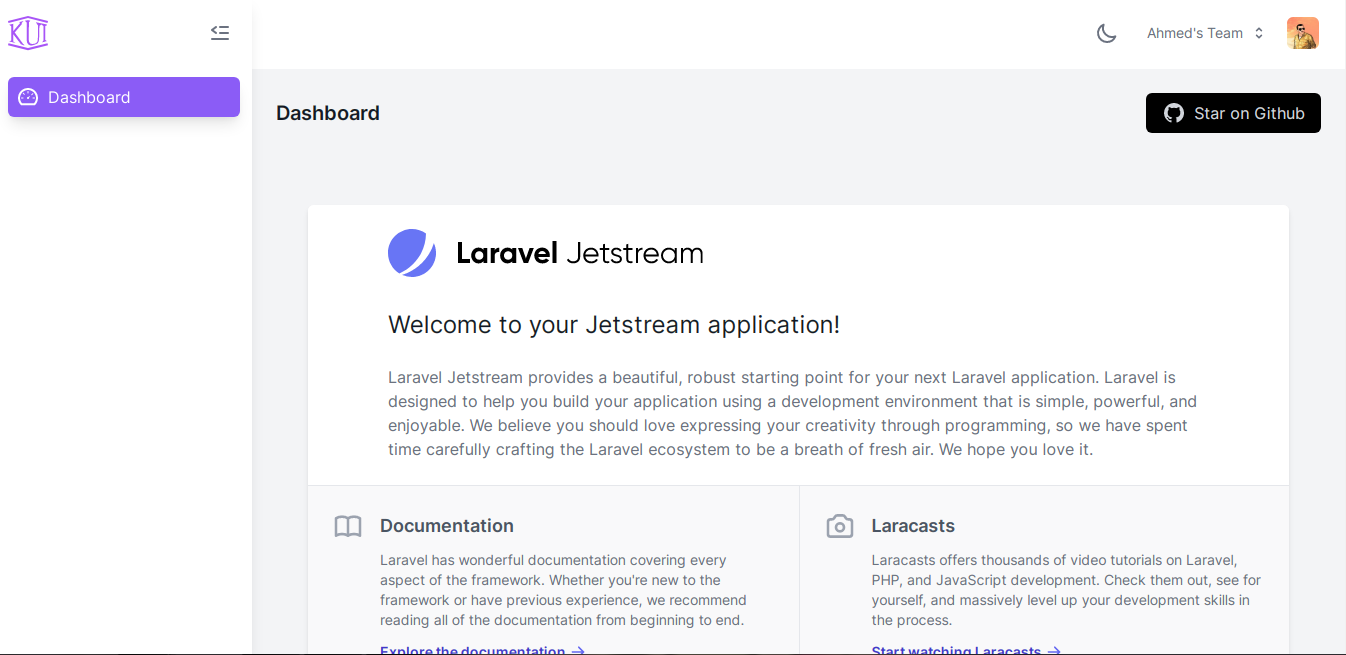 KUI
Ahmed's Team
Dashboard
Dashboard
Star on Github
Laravel Jetstream
Welcome to your Jetstream application!
Laravel Jetstream provides a beautiful, robust starting point for your next Laravel application. Laravel is
designed to help you build your application using a development environment that is simple, powerful, and
enjoyable. We believe you should love expressing your creativity through programming, so we have spent
time carefully crafting the Laravel ecosystem to be a breath of fresh air. We hope you love it.
Documentation
Laravel has wonderful documentation covering every
aspect of the framework. Whether you're new to the
framework or have previous experience, we recommend
reading all of the documentation from beginning to end.
Explore the documentation →
Laracasts
Laracasts offers thousands of video tutorials on Laravel,
PHP, and JavaScript development. Check them out, see for
yourself, and massively level up your development skills in
the process.
Start watching Laracasts →